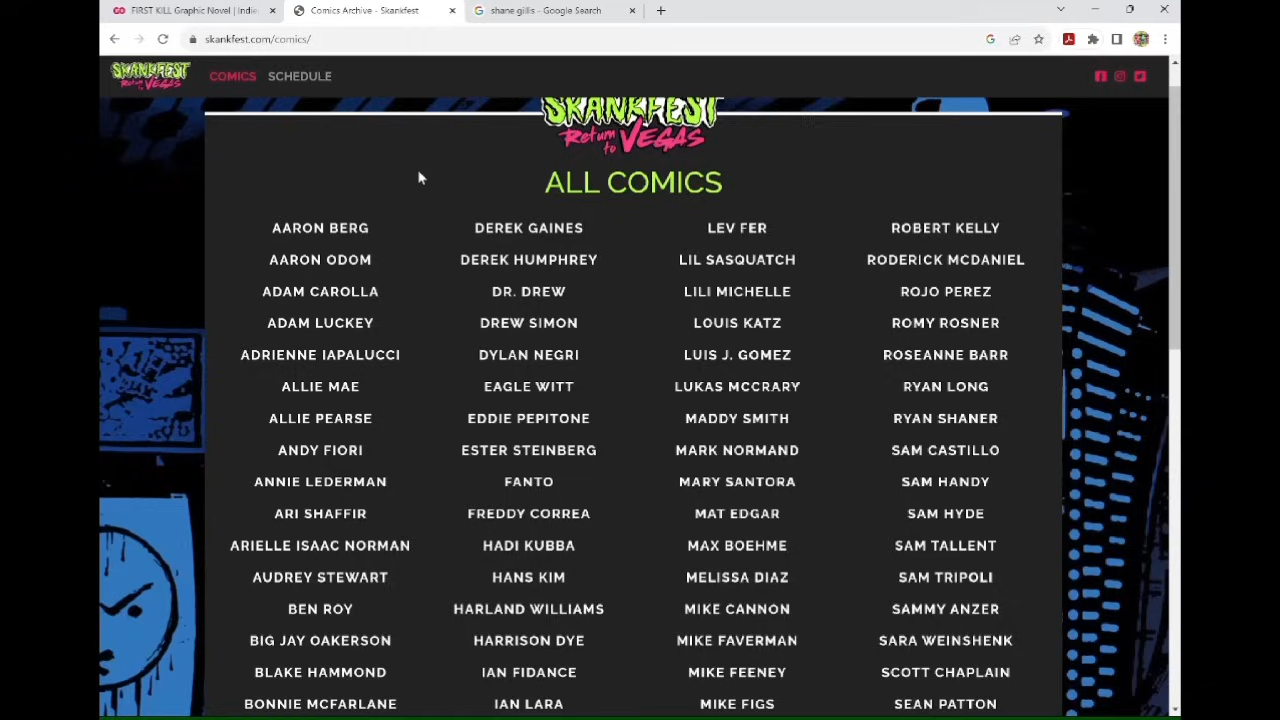 FIRST KILL Graphic Novel | Indie
Comics Archive - Skankfest
shane gillis - Google Search
skankfest.com/comics/
SKANKFEST
Return to VEGAS
COMICS
SCHEDULE
SKANKFEST
Return
to VEGAS
ALL COMICS
AARON BERG DEREK GAINES LEV FER ROBERT KELLY
AARON ODOM DEREK HUMPHREY LIL SASQUATCH RODERICK MCDANIEL
ADAM CAROLLA DR. DREW LILI MICHELLE ROJO PEREZ
ADAM LUCKEY DREW SIMON LOUIS KATZ ROMY ROSNER
ADRIENNE IAPALUCCI DYLAN NEGRI LUIS J. GOMEZ ROSEANNE BARR
ALLIE MAE EAGLE WITT LUKAS MCCRARY RYAN LONG
ALLIE PEARSE EDDIE PEPITONE MADDY SMITH RYAN SHANER
ANDY FIORI ESTER STEINBERG MARK NORMAND SAM CASTILLO
ANNIE LEDERMAN FANTO MARY SANTORA SAM HANDY
ARI SHAFFIR FREDDY CORREA MAT EDGAR SAM HYDE
ARIELLE ISAAC NORMAN HADI KUBBA MAX BOEHME SAM TALLENT
AUDREY STEWART HANS KIM MELISSA DIAZ SAM TRIPOLI
BEN ROY HARLAND WILLIAMS MIKE CANNON SAMMY ANZER
BIG JAY OAKERSON HARRISON DYE MIKE FAVERMAN SARA WEINSHENK
BLAKE HAMMOND IAN FIDANCE MIKE FEENEY SCOTT CHAPLAIN
BONNIE MCFARLANE IAN LARA MIKE FIGS SEAN PATTON